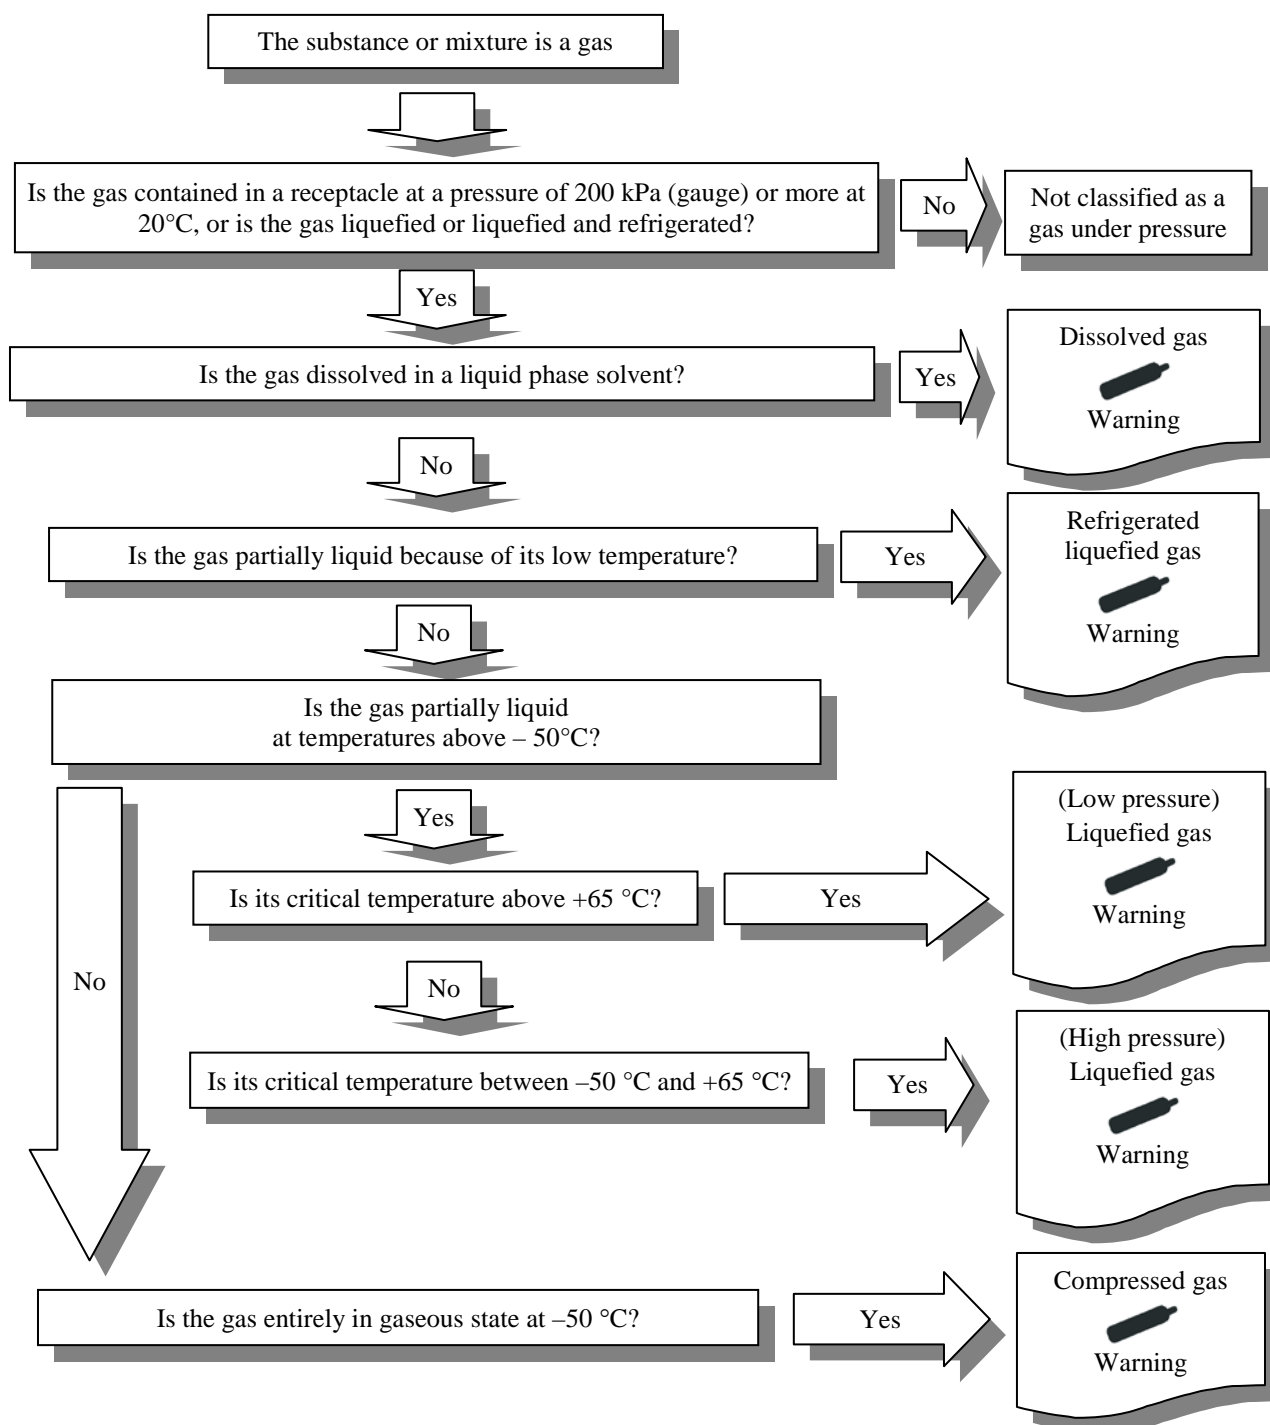 The substance or mixture is a gas
Is the gas contained in a receptacle at a pressure of 200 kPa (gauge) or more at
20°C, or is the gas liquefied or liquefied and refrigerated?
No
Not classified as a
gas under pressure
Yes
Is the gas dissolved in a liquid phase solvent?
Yes
Dissolved gas
Warning
No
Is the gas partially liquid because of its low temperature?
Yes
Refrigerated
liquefied gas
Warning
No
Is the gas partially liquid
at temperatures above – 50°C?
Yes
Is its critical temperature above +65 °C?
Yes
(Low pressure)
Liquefied gas
Warning
No
No
Is its critical temperature between –50 °C and +65 °C?
Yes
(High pressure)
Liquefied gas
Warning
Is the gas entirely in gaseous state at –50 °C?
Yes
Compressed gas
Warning